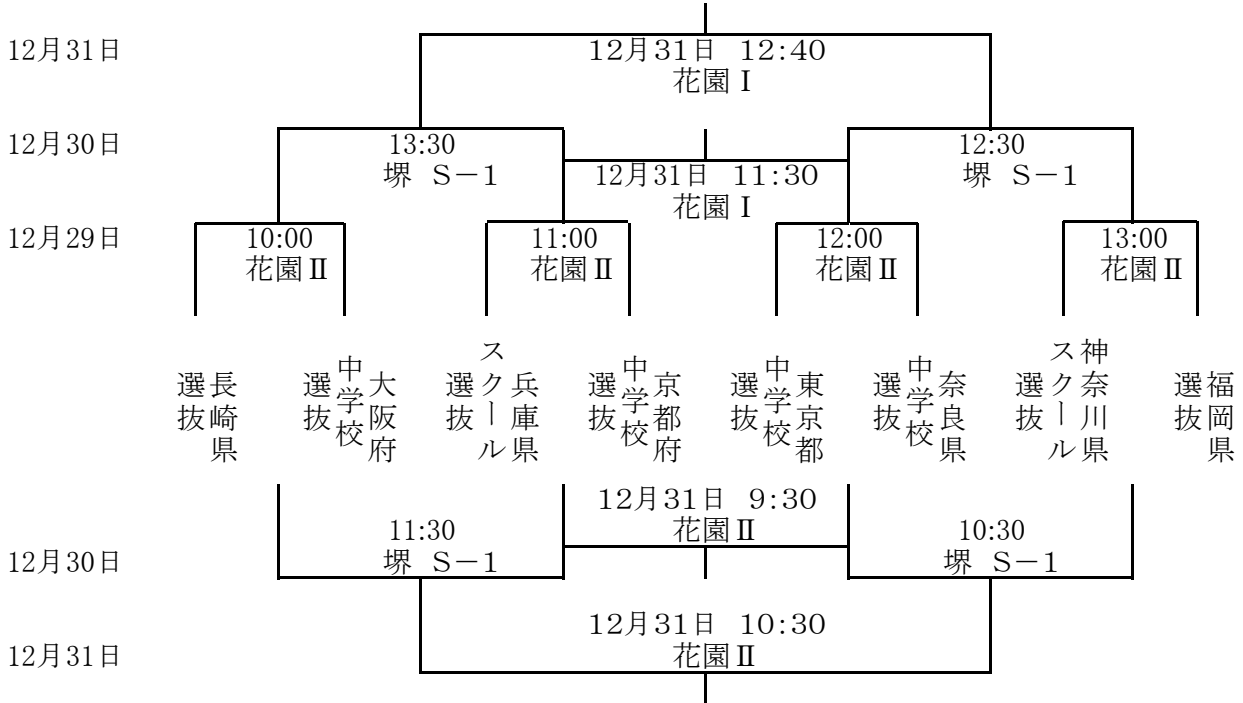 12月31日
12月31日 12:40
花園Ⅰ
12月30日
13:30
堺 S－1
12:30
堺 S－1
12月31日 11:30
花園Ⅰ
12月29日
10:00
花園Ⅱ
11:00
花園Ⅱ
12:00
花園Ⅱ
13:00
花園Ⅱ
長崎県
選抜
大阪府
中学校
選抜
兵庫県
スクール
選抜
京都府
中学校
選抜
東京都
中学校
選抜
奈良県
中学校
選抜
神奈川県
スクール
選抜
福岡県
選抜
12月31日 9:30
花園Ⅱ
12月30日
11:30
堺 S－1
10:30
堺 S－1
12月31日 10:30
花園Ⅱ
12月31日